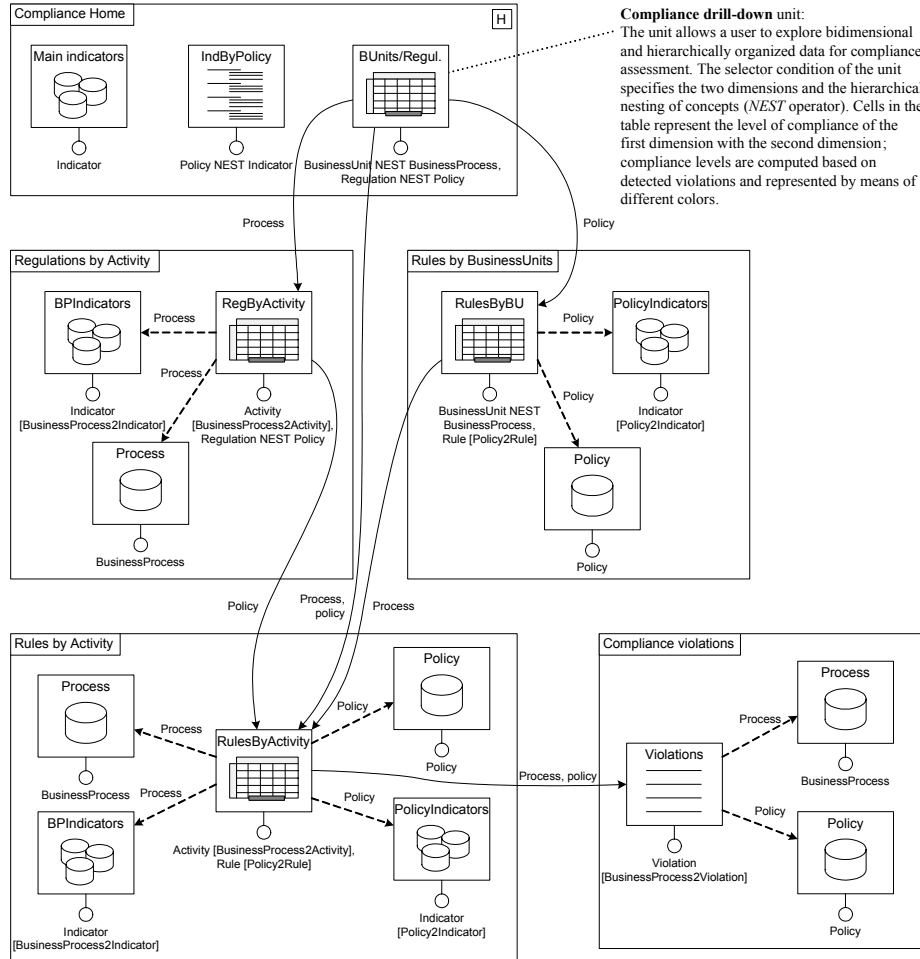 Compliance Home
H
Main indicators
Indicator
IndByPolicy
Policy NEST Indicator
BUnits/Regul.
BusinessUnit NEST BusinessProcess,
Regulation NEST Policy
Compliance drill-down unit:
The unit allows a user to explore bidimensional
and hierarchically organized data for compliance
assessment. The selector condition of the unit
specifies the two dimensions and the hierarchical
nesting of concepts (NEST operator). Cells in the
table represent the level of compliance of the
first dimension with the second dimension;
compliance levels are computed based on
detected violations and represented by means of
different colors.
Process
Policy
Regulations by Activity
BPIndicators
Process
RegByActivity
Process
Indicator
[BusinessProcess2Indicator]
Activity
[BusinessProcess2Activity],
Regulation NEST Policy
Process
BusinessProcess
Rules by BusinessUnits
RulesByBU
Policy
PolicyIndicators
Policy
BusinessUnit NEST
BusinessProcess,
Rule [Policy2Rule]
Indicator
[Policy2Indicator]
Policy
Policy
Policy
Process,
policy
Process
Rules by Activity
Process
Process
BusinessProcess
RulesByActivity
Policy
Policy
Policy
Process
BPIndicators
Indicator
[BusinessProcess2Indicator]
Activity [BusinessProcess2Activity],
Rule [Policy2Rule]
Policy
PolicyIndicators
Indicator
[Policy2Indicator]
Process, policy
Compliance violations
Violations
Violation
[BusinessProcess2Violation]
Process
Process
BusinessProcess
Policy
Policy
Policy